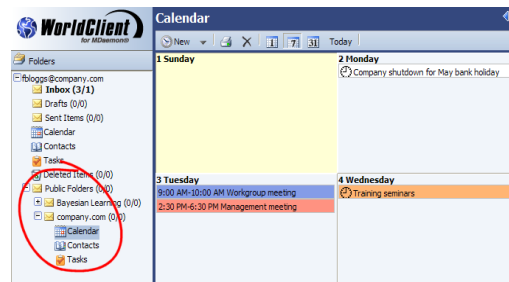 WorldClient
for MDaemon®
Folders
fbloggs@company.com
Inbox (3/1)
Drafts (0/0)
Sent Items (0/0)
Calendar
Contacts
Tasks
Deleted Items (0/0)
Public Folders (0/0)
Bayesian Learning (0/0)
company.com (0/0)
Calendar
Contacts
Tasks
Calendar
New 1 7 31 Today
1 Sunday
2 Monday
Company shutdown for May bank holiday
3 Tuesday
9:00 AM-10:00 AM Workgroup meeting
2:30 PM-6:30 PM Management meeting
4 Wednesday
Training seminars